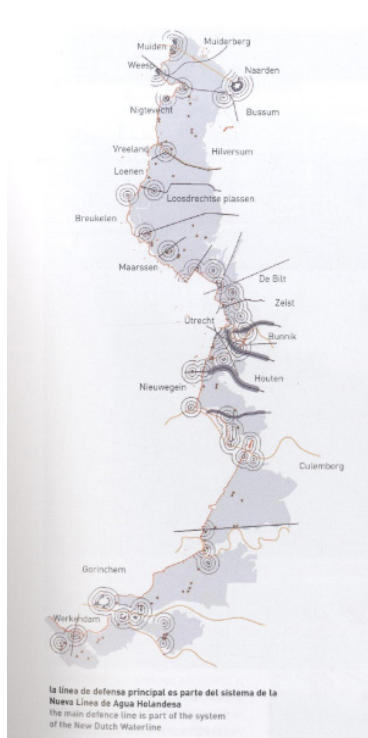 Muiden
Muiderberg
Weesp
Naarden
Nigtevecht
Bussum
Vreeland
Hilversum
Loenen
Loosdrechtse plassen
Breukelen
Maarssen
De Bilt
Zeist
Utrecht
Bunnik
Nieuwegein
Houten
Culemborg
Gorinchem
Werkendam
la línea de defensa principal es parte del sistema de la
Nueva Línea de Agua Holandesa
the main defence line is part of the system
of the New Dutch Waterline